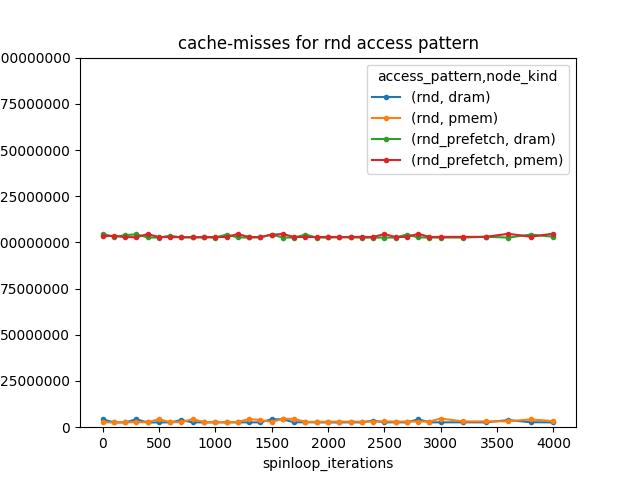 cache-misses for rnd access pattern
00000000
75000000
50000000
25000000
00000000
75000000
50000000
25000000
0
access_pattern,node_kind
(rnd, dram)
(rnd, pmem)
(rnd_prefetch, dram)
(rnd_prefetch, pmem)
0 500 1000 1500 2000 2500 3000 3500 4000
spinloop_iterations